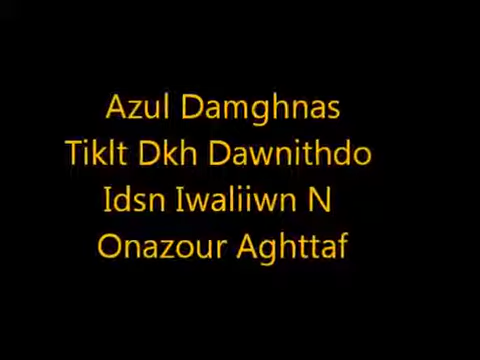 Azul Damghnas
Tiklt Dkh Dawnithdo
Idsn Iwaliiwn N
Onazour Aghttaf